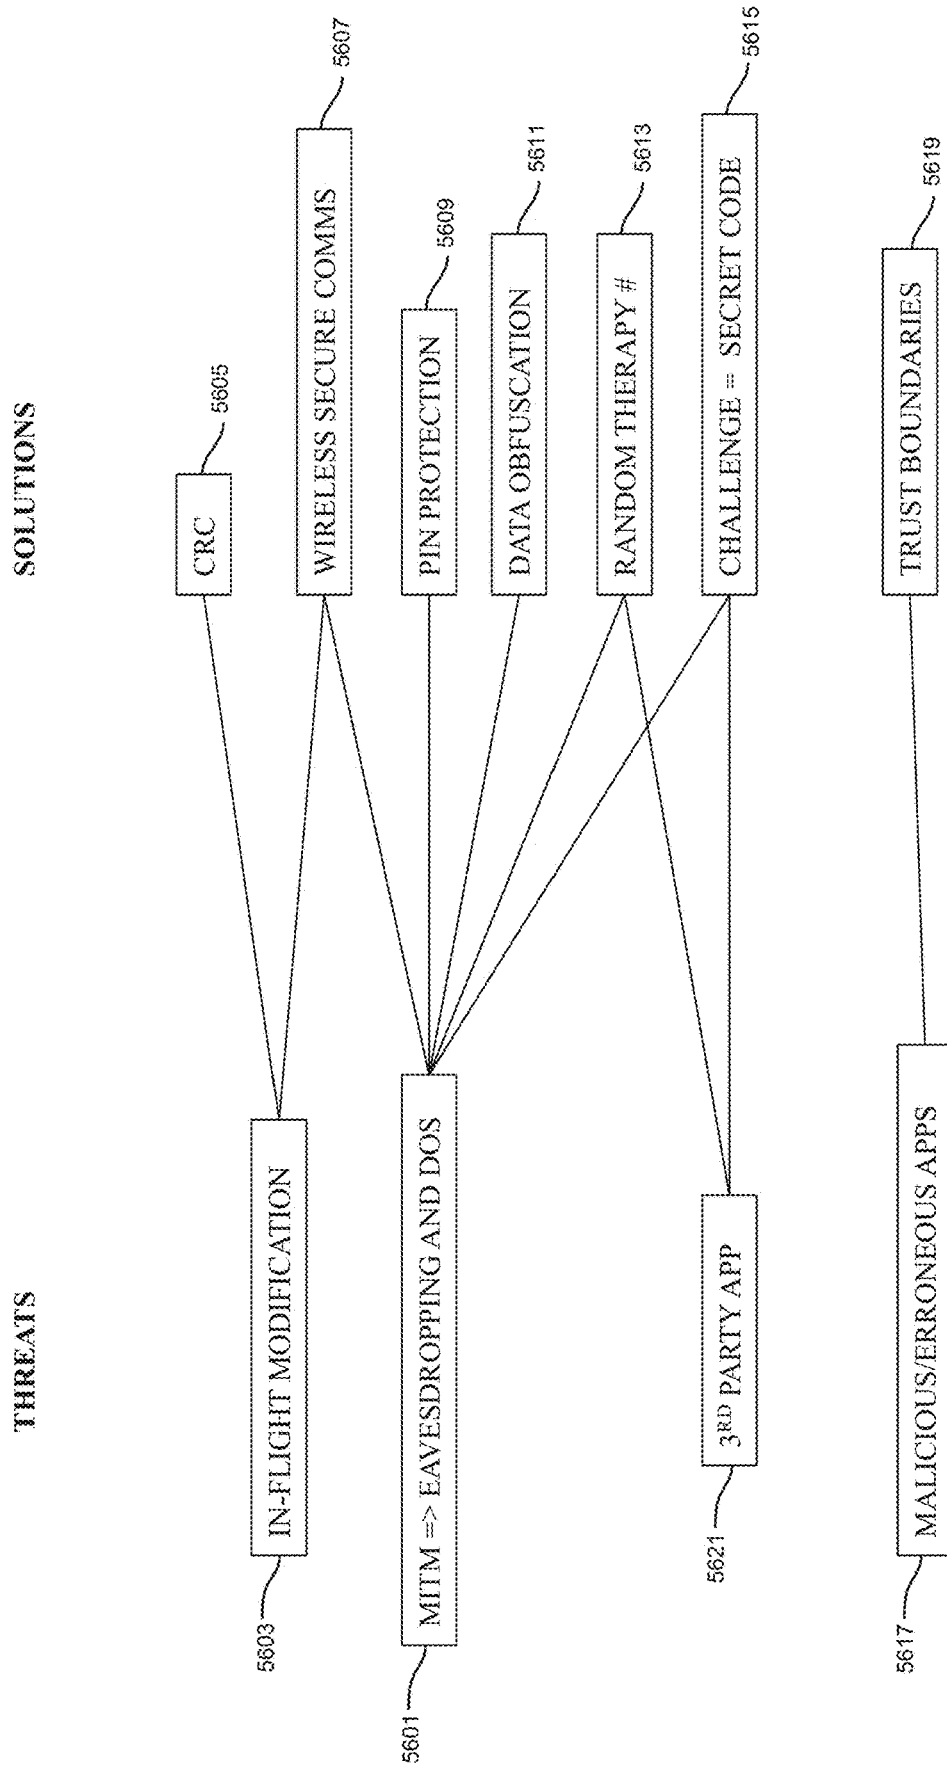 THREATS
SOLUTIONS
5603
IN-FLIGHT MODIFICATION
5601
MITM => EAVESDROPPING AND DOS
5621
3RD PARTY APP
5617
MALICIOUS/ERRONEOUS APPS
CRC
5605
WIRELESS SECURE COMMS
5607
PIN PROTECTION
5609
DATA OBFUSCATION
5611
RANDOM THERAPY #
5613
CHALLENGE = SECRET CODE
5615
TRUST BOUNDARIES
5619